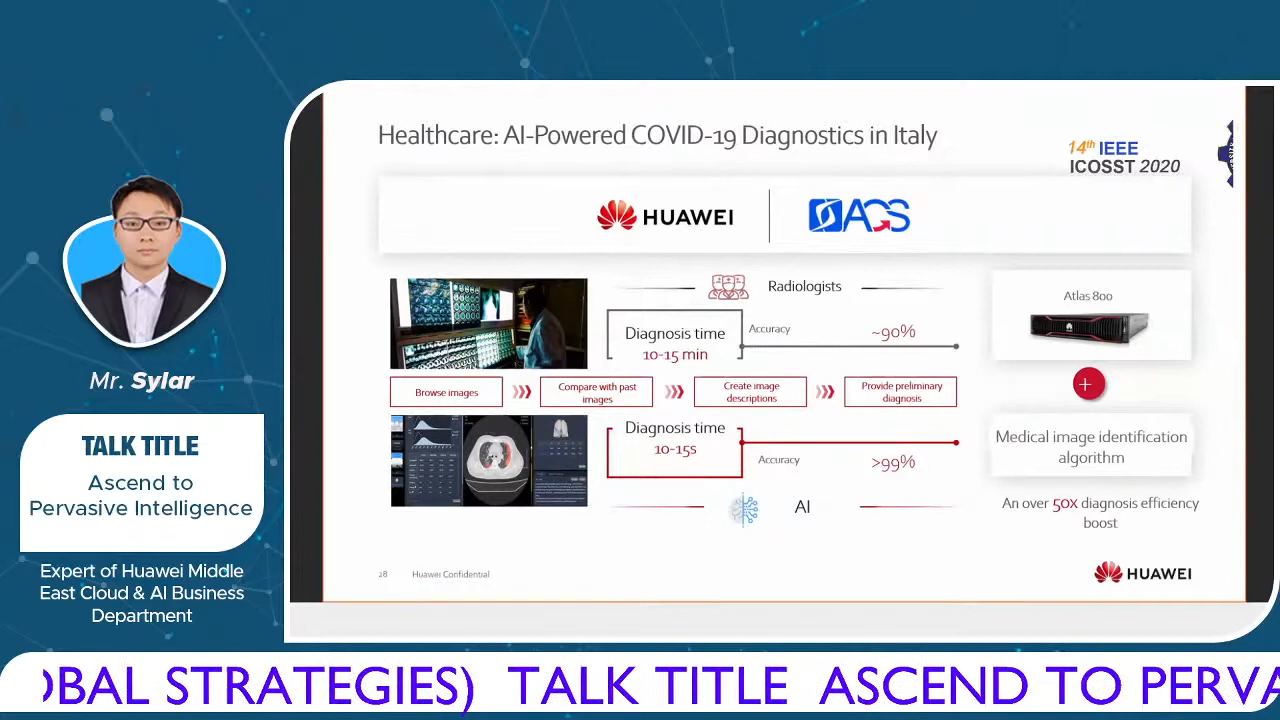 Healthcare: AI-Powered COVID-19 Diagnostics in Italy
14th IEEE
ICOSST 2020
HUAWEI
AGS
Radiologists
Diagnosis time
10-15 min
Accuracy
~90%
Browse images
Compare with past
images
Create image
descriptions
Provide preliminary
diagnosis
Diagnosis time
10-15s
Accuracy
>99%
AI
Atlas 800
+
Medical image identification
algorithm
An over 50x diagnosis efficiency
boost
28 Huawei Confidential
HUAWEI
Mr. Sylar
TALK TITLE
Ascend to
Pervasive Intelligence
Expert of Huawei Middle
East Cloud & AI Business
Department
OBAL STRATEGIES) TALK TITLE ASCEND TO PERVA